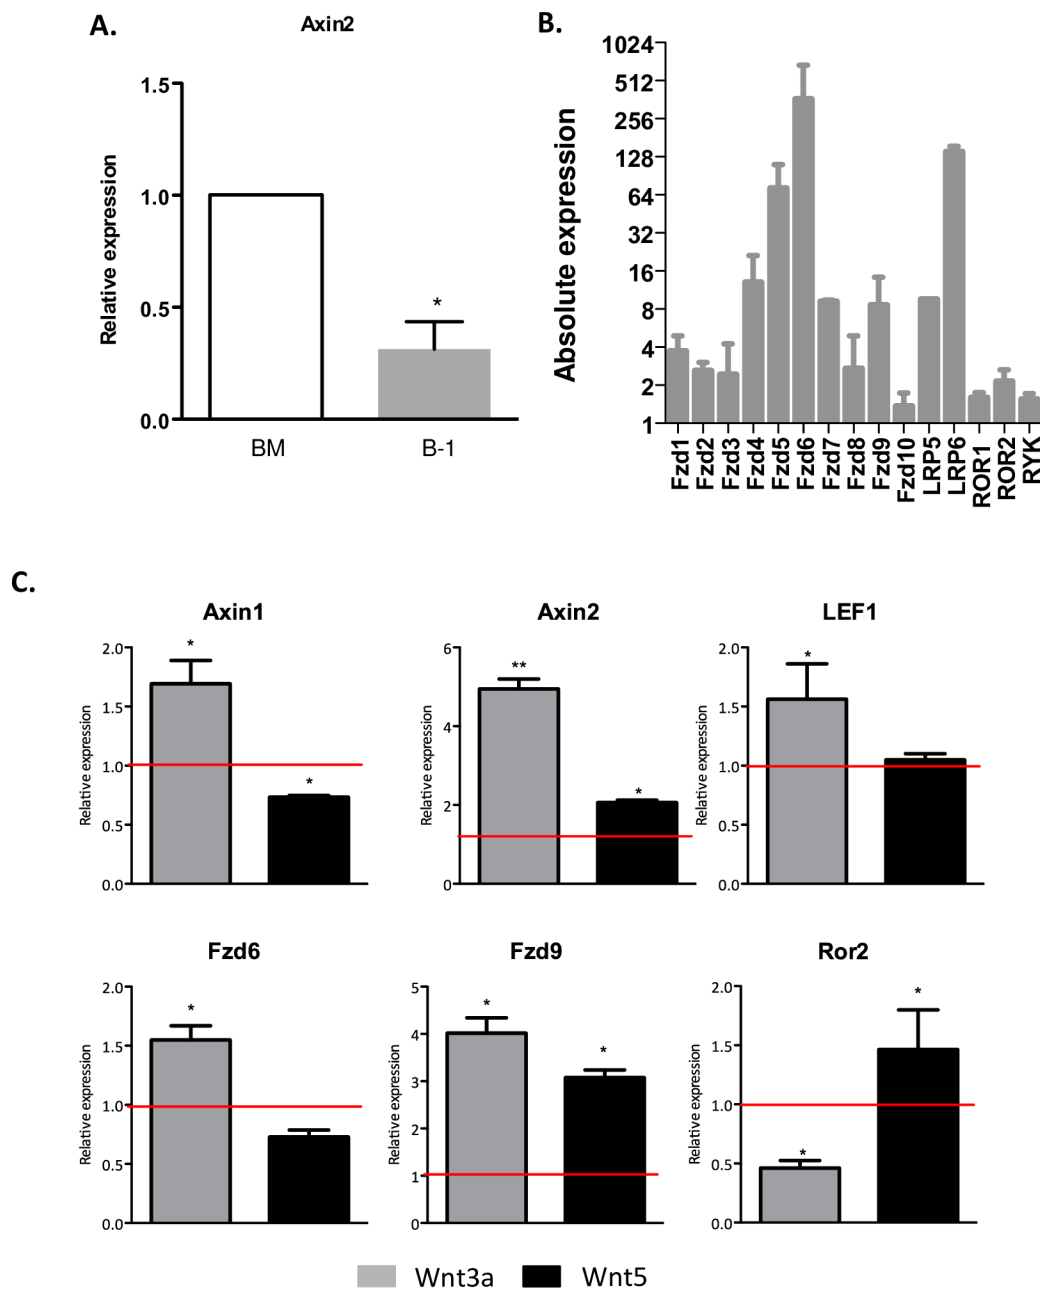 A.
Axin2
Relative expression
1.5
1.0
0.5
0.0
*
BM
B-1
B.
Absolute expression
1024
512
256
128
64
32
16
8
4
2
1
Fzd1
Fzd2
Fzd3
Fzd4
Fzd5
Fzd6
Fzd7
Fzd8
Fzd9
Fzd10
LRP5
LRP6
ROR1
ROR2
RYK
C.
Axin1
Relative expression
2.0
1.5
1.0
0.5
0.0
*
*
Axin2
Relative expression
6
4
2
0
**
*
LEF1
Relative expression
2.0
1.5
1.0
0.5
0.0
*
Fzd6
Relative expression
2.0
1.5
1.0
0.5
0.0
*
Fzd9
Relative expression
5
4
3
2
1
0
*
*
Ror2
Relative expression
2.0
1.5
1.0
0.5
0.0
*
*
Wnt3a
Wnt5